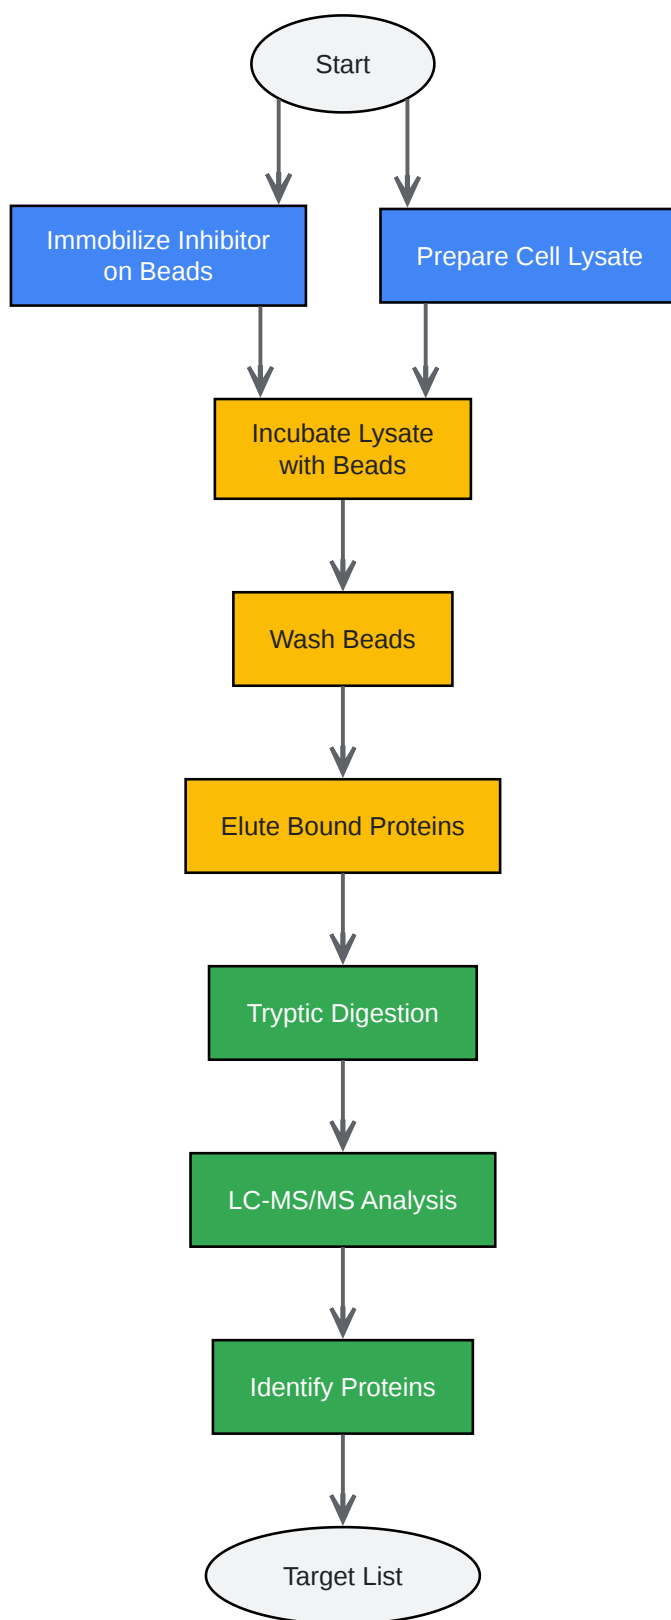 Start
Immobilize Inhibitor
on Beads
Prepare Cell Lysate
Incubate Lysate
with Beads
Wash Beads
Elute Bound Proteins
Tryptic Digestion
LC-MS/MS Analysis
Identify Proteins
Target List